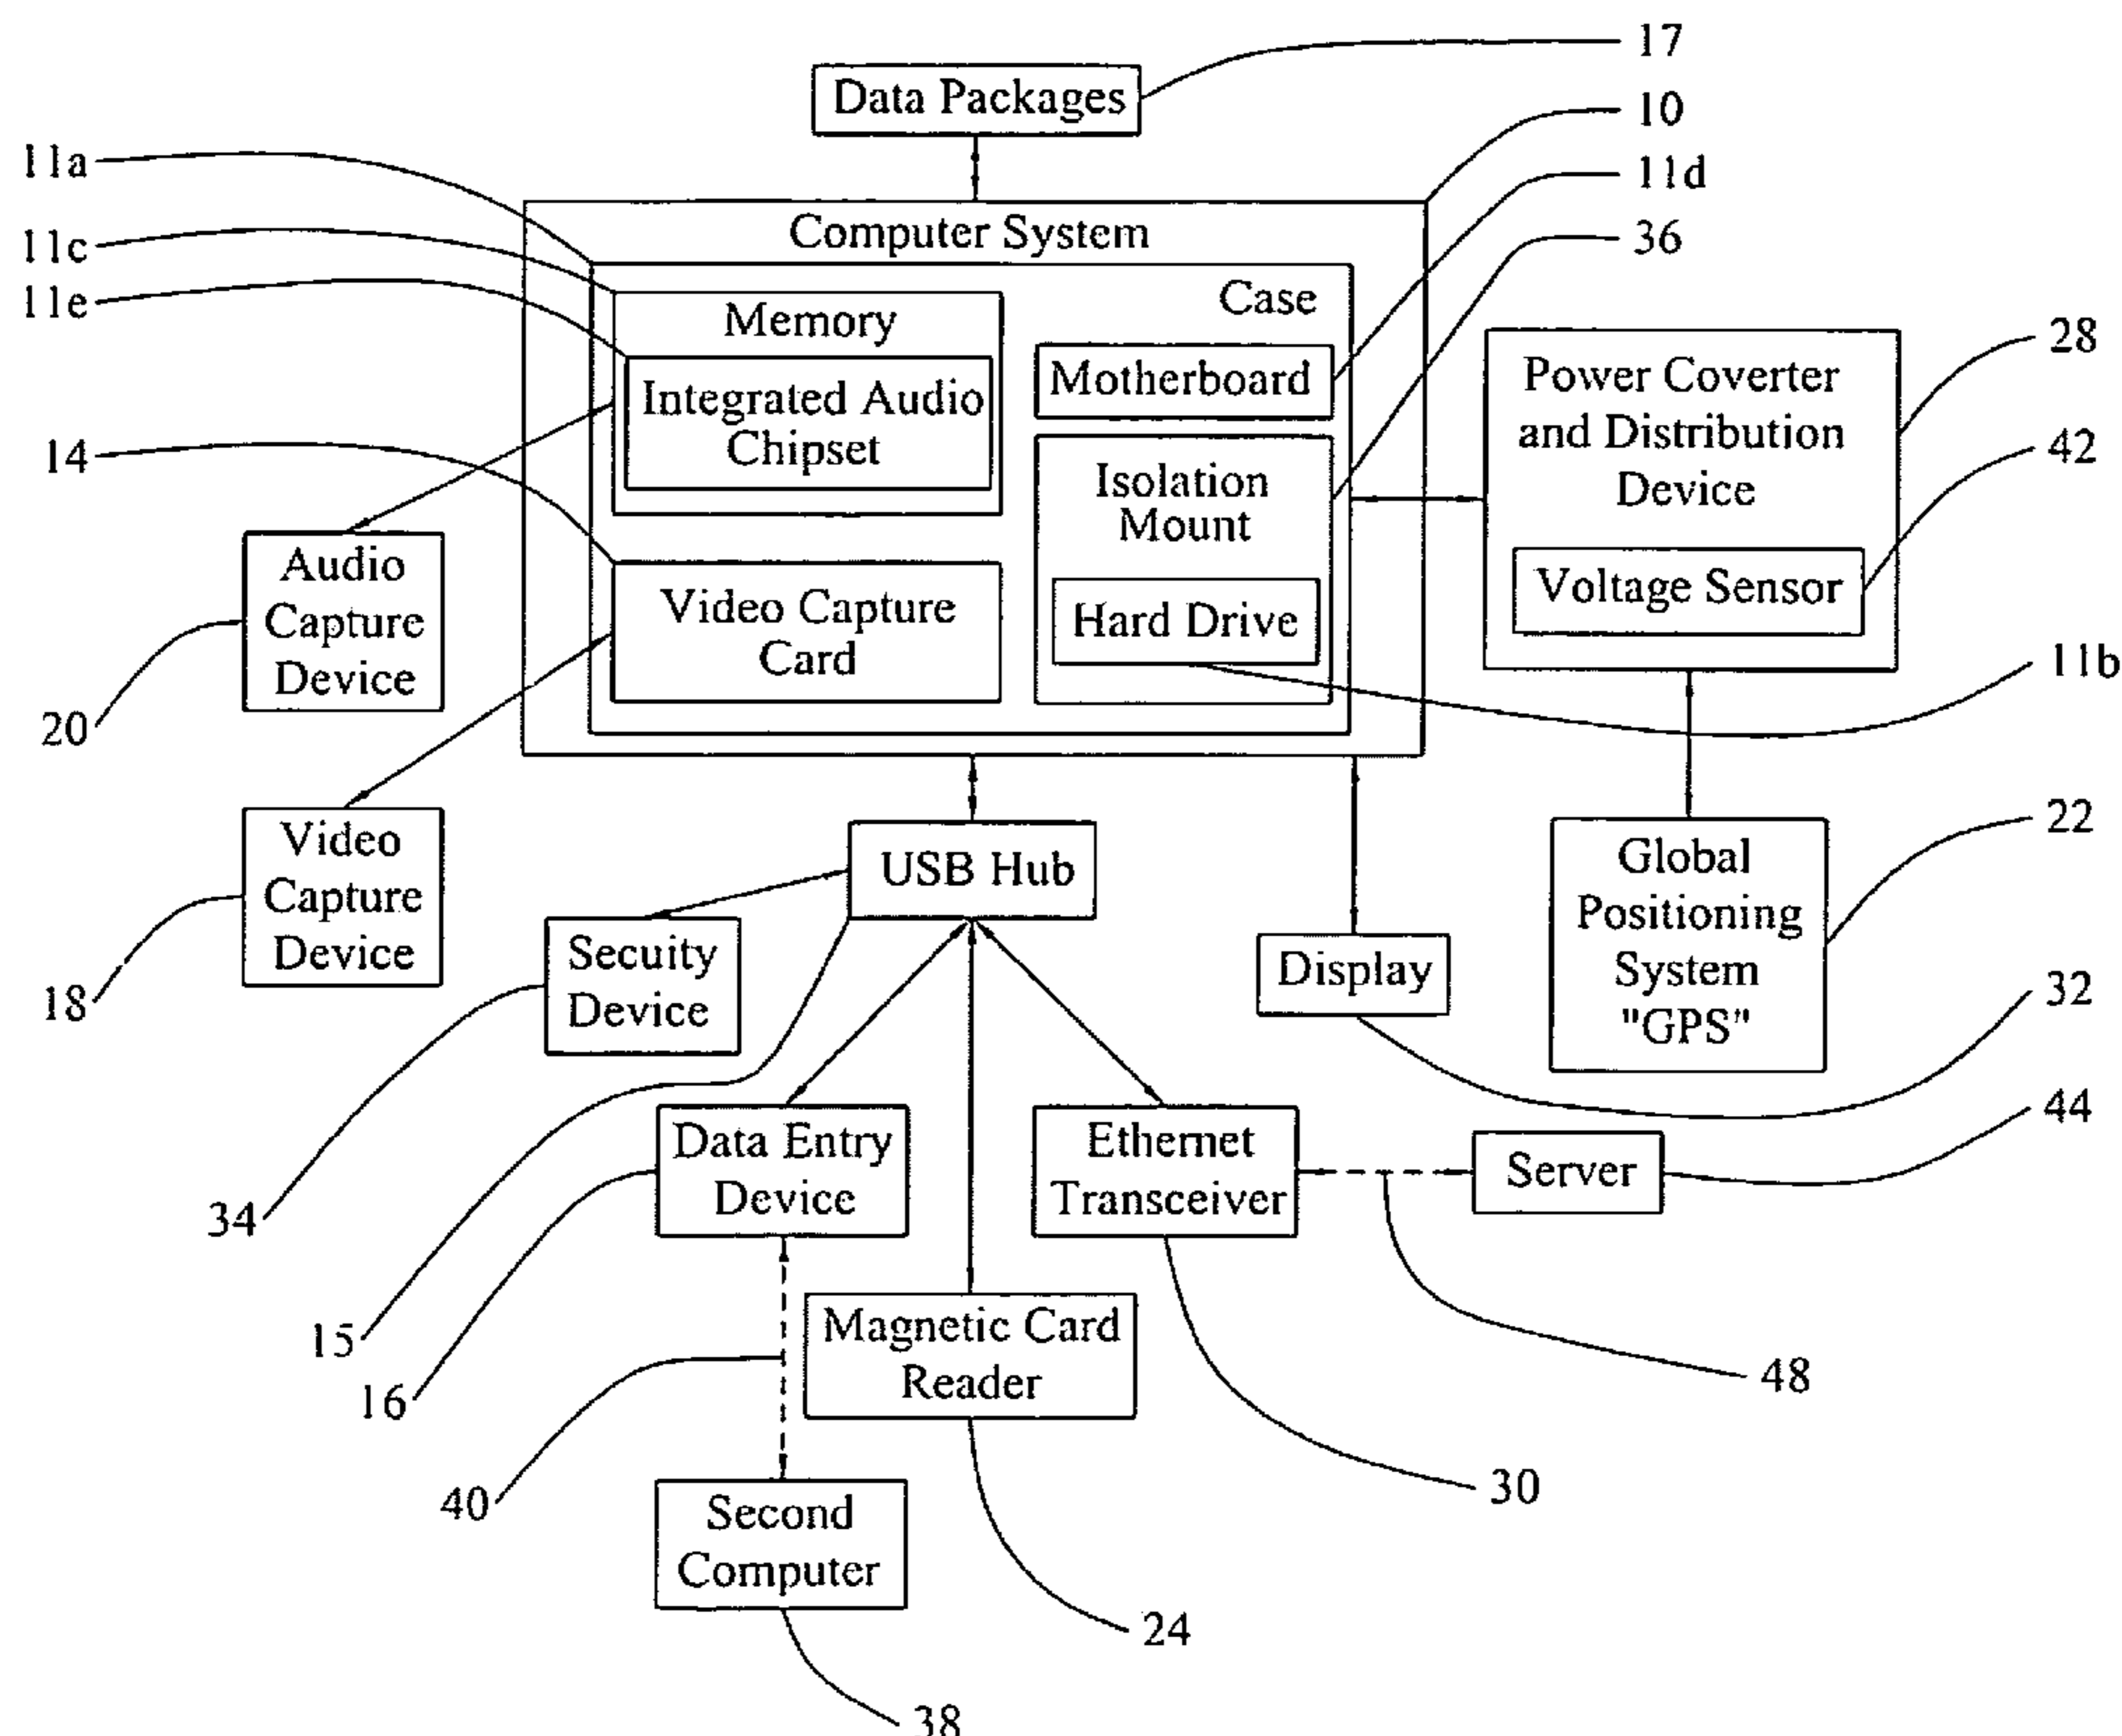 17
Data Packages
10
11a
11d
Computer System
36
11c
Case
11e
Memory
28
Motherboard
Power Coverter
and Distribution
Device
Integrated Audio
Chipset
14
42
Isolation
Mount
Audio
Capture
Device
Voltage Sensor
Video Capture
Card
Hard Drive
11b
20
Video
Capture
Device
22
USB Hub
Global
Positioning
System
"GPS"
Secuity
Device
Display
18
32
44
Data Entry
Device
Ethernet
Transceiver
Server
34
15
Magnetic Card
Reader
48
16
40
30
Second
Computer
24
38